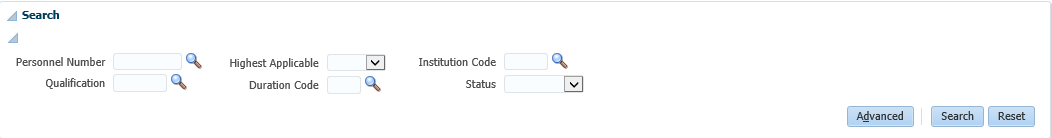 Search
Personnel Number Highest Applicable Institution Code
Qualification Duration Code Status
Advanced Search Reset